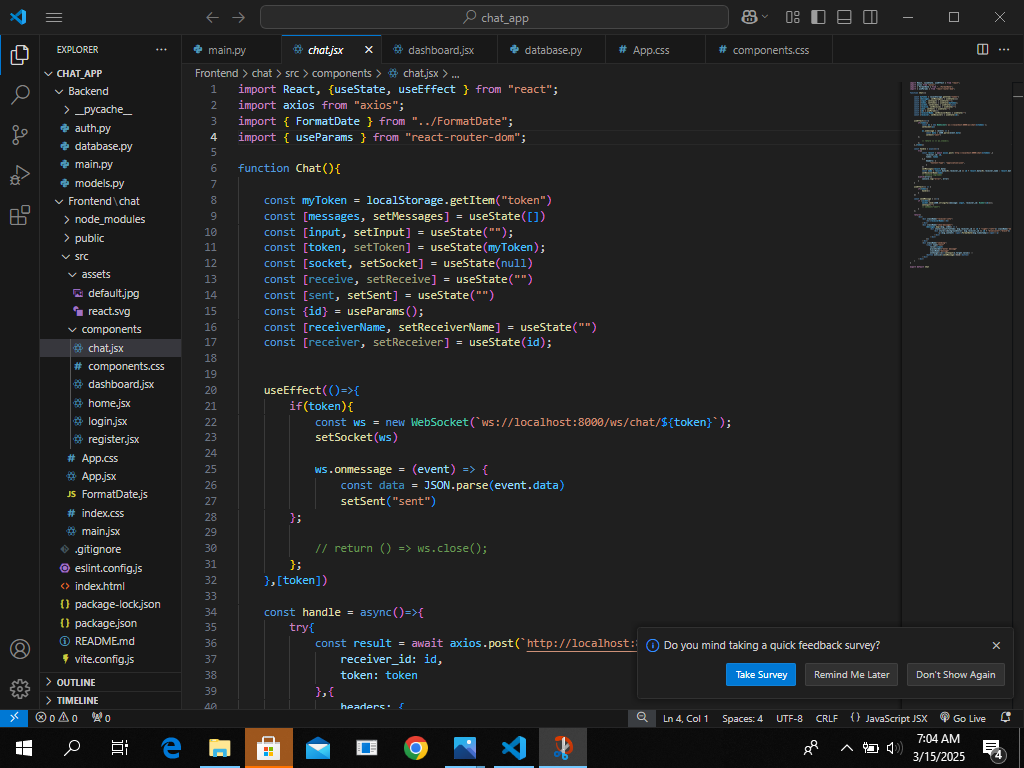 chat_app
EXPLORER
main.py
chat.jsx
dashboard.jsx
database.py
App.css
components.css
CHAT_APP
Backend
__pycache__
auth.py
database.py
main.py
models.py
Frontend\chat
node_modules
public
src
assets
default.jpg
react.svg
components
chat.jsx
components.css
dashboard.jsx
home.jsx
login.jsx
register.jsx
App.css
App.jsx
JS FormatDate.js
index.css
main.jsx
.gitignore
eslint.config.js
index.html
package-lock.json
package.json
README.md
vite.config.js
OUTLINE
TIMELINE
Frontend > chat > src > components > chat.jsx > ...
1 import React, {useState, useEffect } from "react";
2 import axios from "axios";
3 import { FormatDate } from "../FormatDate";
4 import { useParams } from "react-router-dom";
5
6 function Chat(){
7
8 const myToken = localStorage.getItem("token")
9 const [messages, setMessages] = useState([])
10 const [input, setInput] = useState("");
11 const [token, setToken] = useState(myToken);
12 const [socket, setSocket] = useState(null)
13 const [receive, setReceive] = useState("")
14 const [sent, setSent] = useState("")
15 const {id} = useParams();
16 const [receiverName, setReceiverName] = useState("")
17 const [receiver, setReceiver] = useState(id);
18
19
20 useEffect(()=>{
21 if(token){
22 const ws = new WebSocket(`ws://localhost:8000/ws/chat/${token}`);
23 setSocket(ws)
24
25 ws.onmessage = (event) => {
26 const data = JSON.parse(event.data)
27 setSent("sent")
28 };
29
30 // return () => ws.close();
31 };
32 },[token])
33
34 const handle = async()=>{
35 try{
36 const result = await axios.post(`http://localhost:
37 receiver_id: id,
38 token: token
39 },{
40 headers: {
Do you mind taking a quick feedback survey?
Take Survey
Remind Me Later
Don't Show Again
0 0 0
Ln 4, Col 1
Spaces: 4
UTF-8
CRLF
{} JavaScript JSX
Go Live
7:04 AM
3/15/2025
4